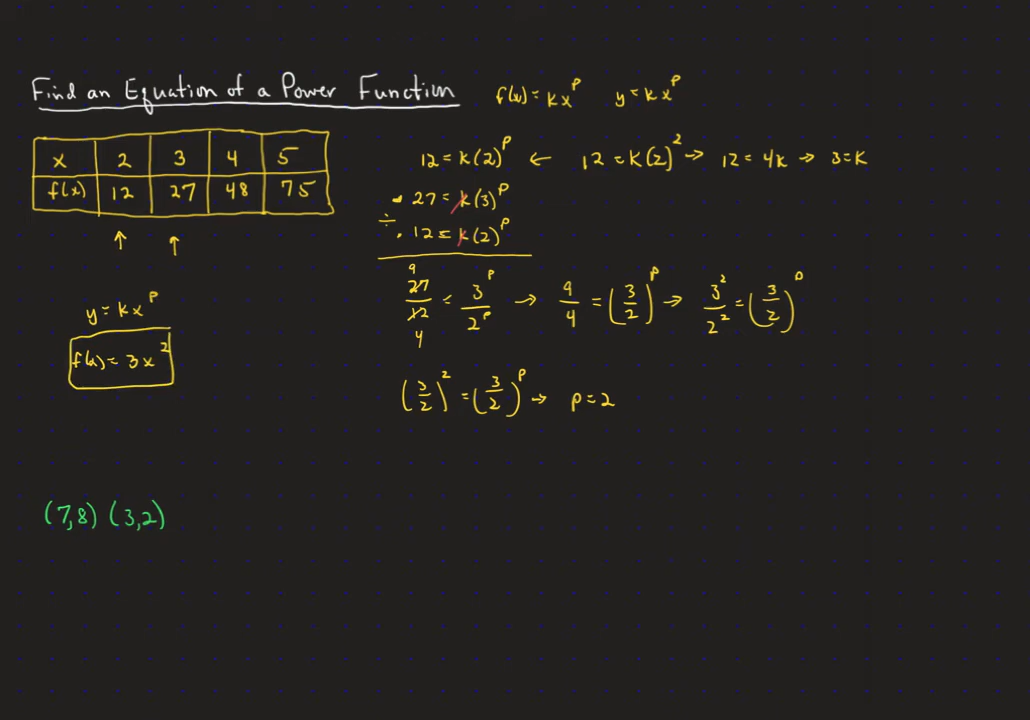 Find an Equation of a Power Function f(x) = kx^p y = kx^p
x 2 3 4 5
f(x) 12 27 48 75
↑ ↑
y = kx^p
f(x) = 3x^2
12 = k(2)^p ← 12 = k(2)^2 → 12 = 4k → 3 = k
27 = k(3)^p
÷ 12 = k(2)^p
9
27/12 = 3^p/2^p → 9/4 = (3/2)^p → 3^2/2^2 = (3/2)^p
4
(3/2)^2 = (3/2)^p → p = 2
(7,8) (3,2)